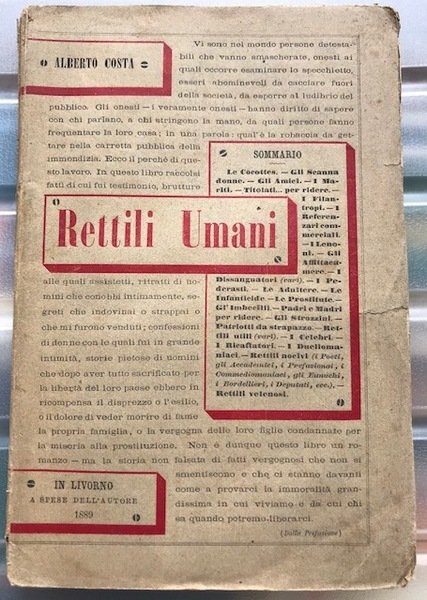 ALBERTO COSTA
Vi sono nel mondo persone detesta-
bili che vanno smascherate, onesti ai
quali occorre esaminare lo specchietto,
esseri abominevoli da cacciare fuori
della società, da esporre al ludibrio del
pubblico. Gli onesti — i veramente onesti — hanno diritto di sapere
con chi parlano, a chi stringono la mano, da quali persone fanno
frequentare la loro casa; in una parola: qual'è la robaccia da get-
tare nella carretta pubblica della
immondizia. Ecco il perchè di que-
sto lavoro. In questo libro raccolsi
fatti di cui fui testimonio, brutture
Rettili Umani
alle quali assistetti, ritratti di uo-
mini che conobbi intimamente, se-
greti che indovinai o strappai o
che mi furono venduti; confessioni
di donne con le quali fui in grande
intimità, storie pietose di uomini
che dopo aver tutto sacrificato per
la libertà del loro paese ebbero in
ricompensa il disprezzo o l'esilio,
o il dolore di veder morire di fame
la propria famiglia, o la vergogna delle loro figlie condannate per
la miseria alla prostituzione. Non è dunque questo libro un ro-
manzo — ma la storia non falsata di fatti vergognosi che non si
smentiscono e che ci stanno davanti
come a provarci la immoralità gran-
dissima in cui viviamo e da cui chi
sa quando potremo liberarci.
(Dalla Prefazione)
SOMMARIO
Le Cocottes. — Gli Scanna
donne. — Gli Amici. — I Ma-
riti. — Titolati... per ridere. —
I Filan-
tropi. — I
Referen-
zari com-
merciali.
— I Leno-
ni. — Gli
Affittaca-
mere. — I
Dissanguatori (vari). — I Pe-
derasti. — Le Adultere. — Le
Infanticide. — Le Prostitute. —
Gl'Imbecilli. — Padri e Madri
per ridere. — Gli Strozzini. —
Patriotti da strapazzo. — Ret-
tili utili (vari). — I Celebri. —
I Ricattatori. — I Duelloma-
niaci. — Rettili nocivi (i Poeti,
gli Accademici, i Professional, i
Commediomaniaci, gli Eunuchi,
i Bordellieri, i Deputati, ecc.). —
Rettili velenosi.
IN LIVORNO
A SPESE DELL'AUTORE
1889